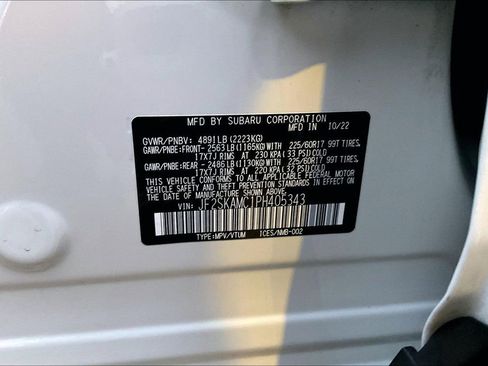 MFD BY SUBARU CORPORATION
MFD IN 10/22
GVWR/PNBV: 4891LB(2223KG)
GAWR/PNBE:FRONT-2563LB(1165KG)WITH 225/60R17 99T TIRES,
17X7J RIMS AT 230 KPA(33 PSI)COLD
GAWR/PNBE:REAR-2486LB(1130KG)WITH 225/60R17 99T TIRES,
17X7J RIMS AT 220 KPA(32 PSI)COLD
THIS VEHICLE CONFORMS TO ALL APPLICABLE FEDERAL MOTOR
VEHICLE SAFETY STANDARDS IN EFFECT ON THE
DATE OF MANUFACTURE SHOWN ABOVE.
VIN: JF2SKAMC1PH405343
TYPE:MPV/VTUM ICES/NMB-002